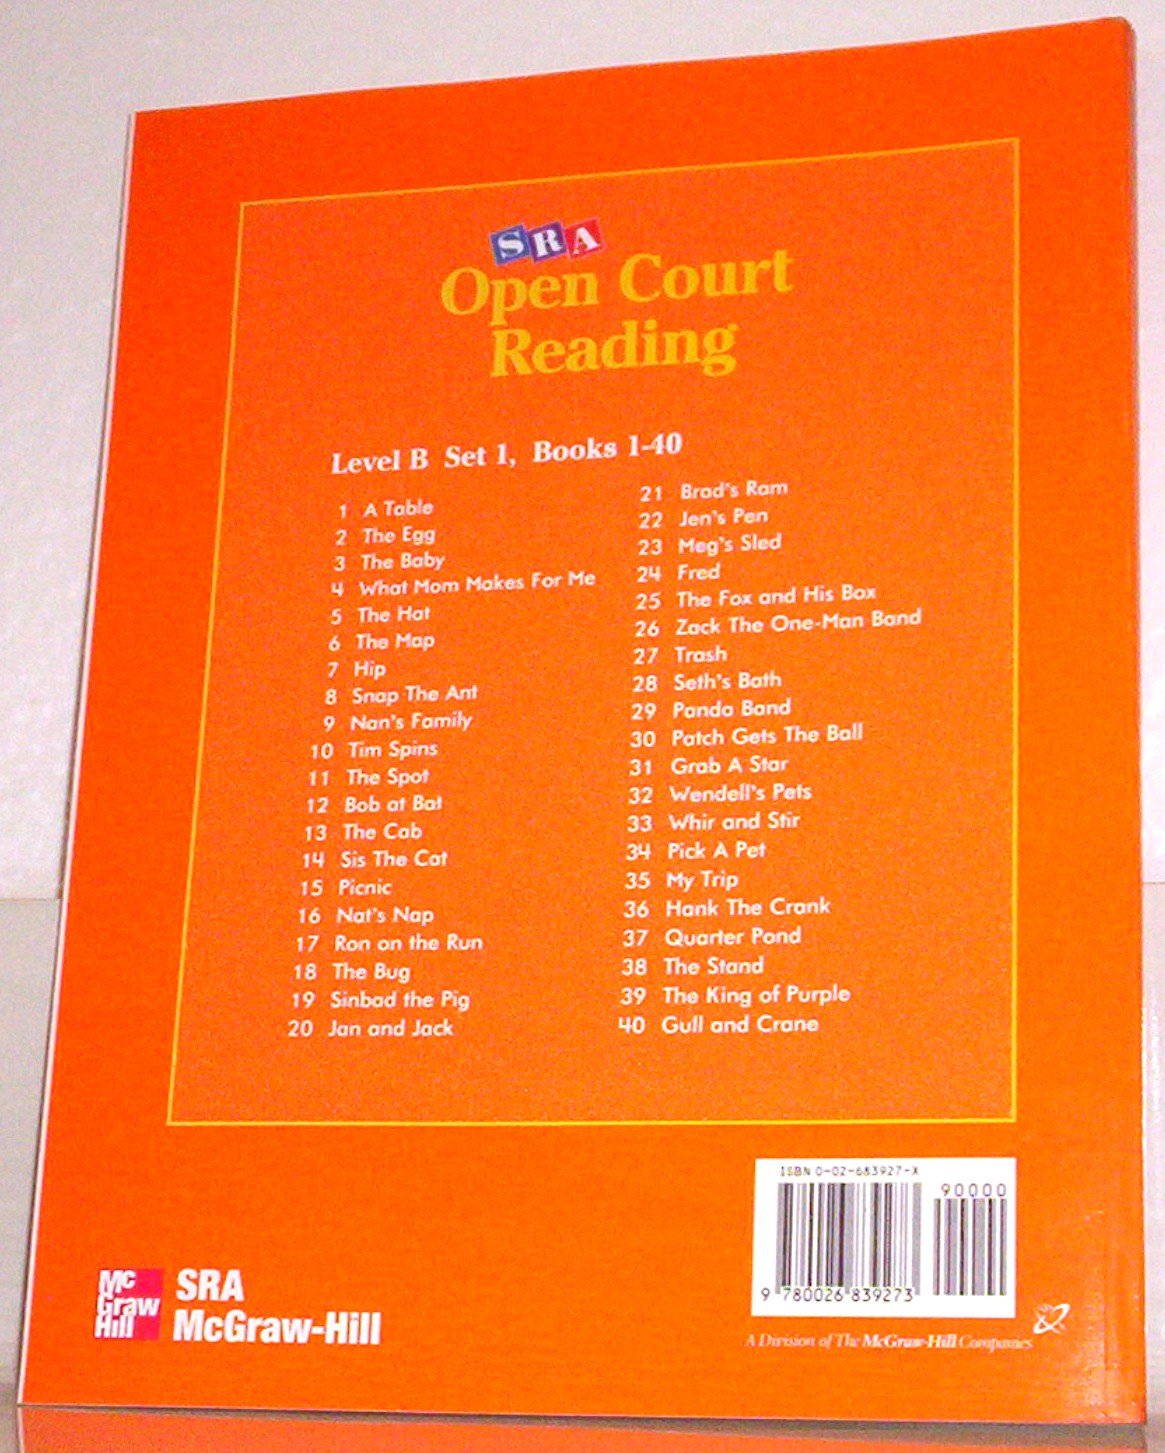 SRA
Open Court
Reading
Level B Set 1, Books 1-40
1 A Table
2 The Egg
3 The Baby
4 What Mom Makes For Me
5 The Hat
6 The Map
7 Hip
8 Snap The Ant
9 Nan's Family
10 Tim Spins
11 The Spot
12 Bob at Bat
13 The Cab
14 Sis The Cat
15 Picnic
16 Nat's Nap
17 Ron on the Run
18 The Bug
19 Sinbad the Pig
20 Jan and Jack
21 Brad's Ram
22 Jen's Pen
23 Meg's Sled
24 Fred
25 The Fox and His Box
26 Zack The One-Man Band
27 Trash
28 Seth's Bath
29 Panda Band
30 Patch Gets The Ball
31 Grab A Star
32 Wendell's Pets
33 Whir and Stir
34 Pick A Pet
35 My Trip
36 Hank The Crank
37 Quarter Pond
38 The Stand
39 The King of Purple
40 Gull and Crane
ISBN 0-02-683927-X
90000
9 780026 839273
Mc
Graw
Hill
SRA
McGraw-Hill
A Division of The McGraw-Hill Companies